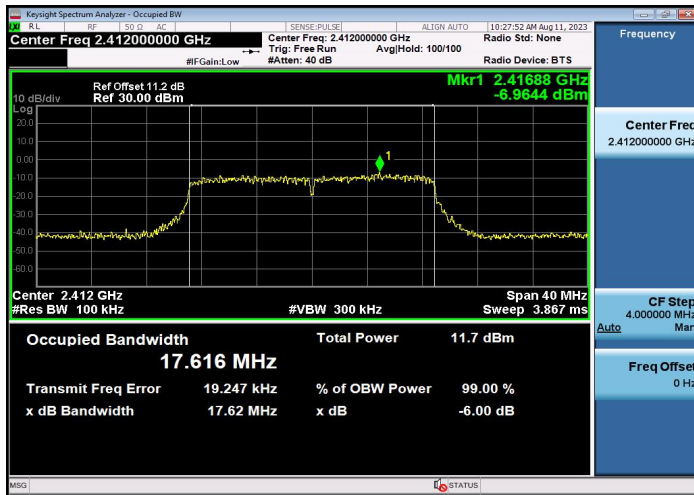 Keysight Spectrum Analyzer - Occupied BW
RL RF 50 Ω AC SENSE:PULSE ALIGN AUTO 10:27:52 AM Aug 11, 2023
Center Freq 2.412000000 GHz
Center Freq: 2.412000000 GHz Radio Std: None
Trig: Free Run Avg|Hold: 100/100
#IFGain:Low #Atten: 40 dB Radio Device: BTS
Frequency
Mkr1 2.41688 GHz
-6.9644 dBm
Ref Offset 11.2 dB
10 dB/div Ref 30.00 dBm
Log
20.0
10.0
0.00
-10.0
-20.0
-30.0
-40.0
-50.0
-60.0
1
Center 2.412 GHz Span 40 MHz
#Res BW 100 kHz #VBW 300 kHz Sweep 3.867 ms
Occupied Bandwidth Total Power 11.7 dBm
17.616 MHz
Transmit Freq Error 19.247 kHz % of OBW Power 99.00 %
x dB Bandwidth 17.62 MHz x dB -6.00 dB
Center Freq
2.412000000 GHz
CF Step
4.000000 MHz
Auto Man
Freq Offset
0 Hz
MSG STATUS